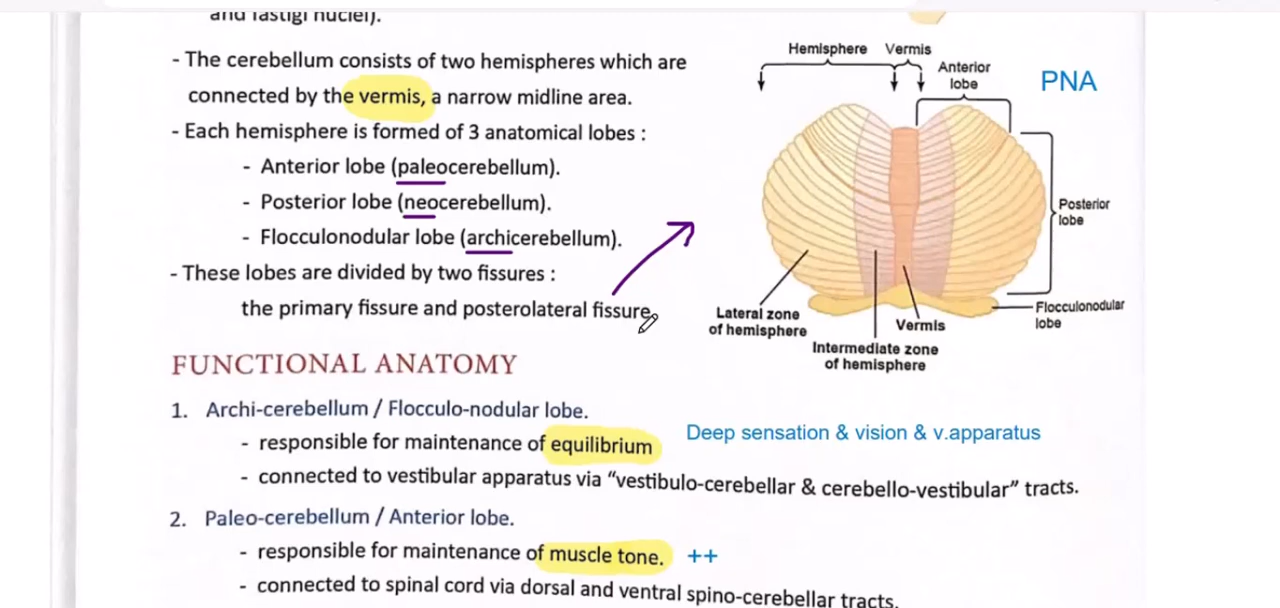 and fastigi nuclei).
- The cerebellum consists of two hemispheres which are
connected by the vermis, a narrow midline area.
- Each hemisphere is formed of 3 anatomical lobes :
- Anterior lobe (paleocerebellum).
- Posterior lobe (neocerebellum).
- Flocculonodular lobe (archicerebellum).
- These lobes are divided by two fissures :
the primary fissure and posterolateral fissure
Hemisphere Vermis
Anterior
lobe
PNA
Posterior
lobe
Flocculonodular
lobe
Lateral zone
of hemisphere
Vermis
Intermediate zone
of hemisphere
FUNCTIONAL ANATOMY
1. Archi-cerebellum / Flocculo-nodular lobe.
- responsible for maintenance of equilibrium
Deep sensation & vision & v.apparatus
- connected to vestibular apparatus via “vestibulo-cerebellar & cerebello-vestibular” tracts.
2. Paleo-cerebellum / Anterior lobe.
- responsible for maintenance of muscle tone. ++
- connected to spinal cord via dorsal and ventral spino-cerebellar tracts.